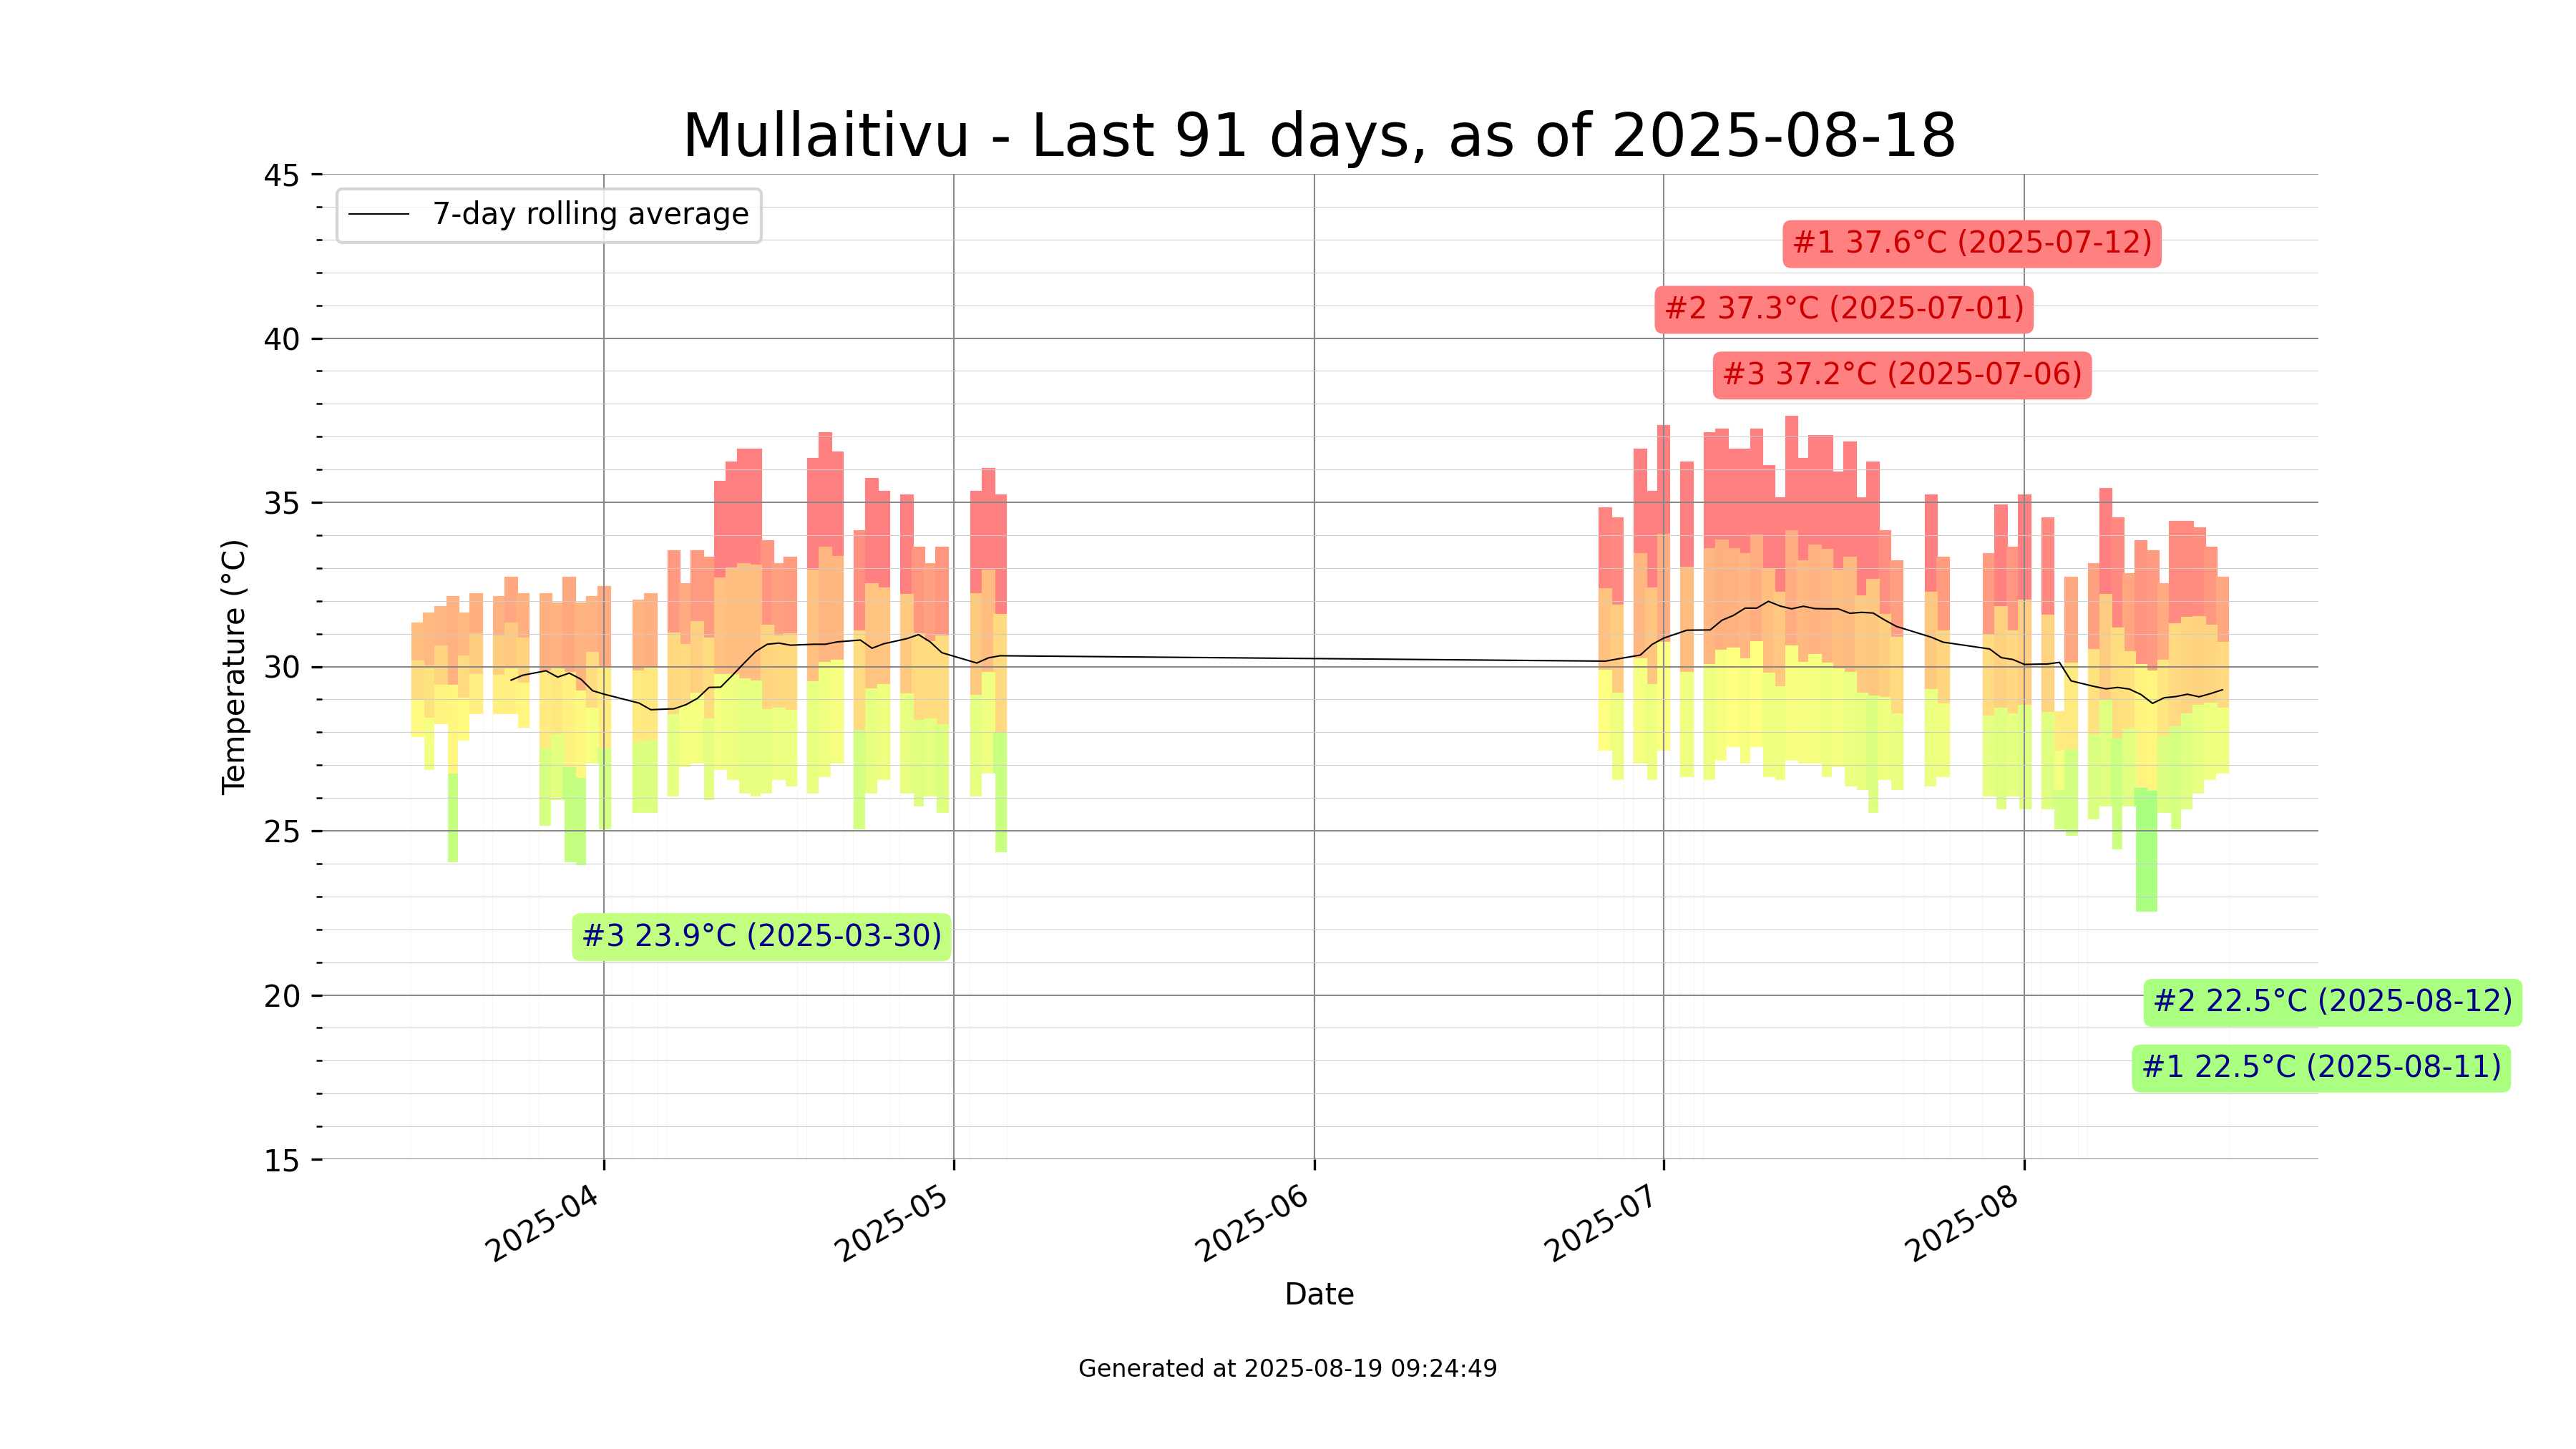 Mullaitivu - Last 91 days, as of 2025-08-18
45
7-day rolling average
#1 37.6°C (2025-07-12)
#2 37.3°C (2025-07-01)
40
#3 37.2°C (2025-07-06)
35
30
Temperature (°C)
25
#3 23.9°C (2025-03-30)
20
#2 22.5°C (2025-08-12)
#1 22.5°C (2025-08-11)
15
2025-04
2025-05
2025-06
2025-07
2025-08
Date
Generated at 2025-08-19 09:24:49